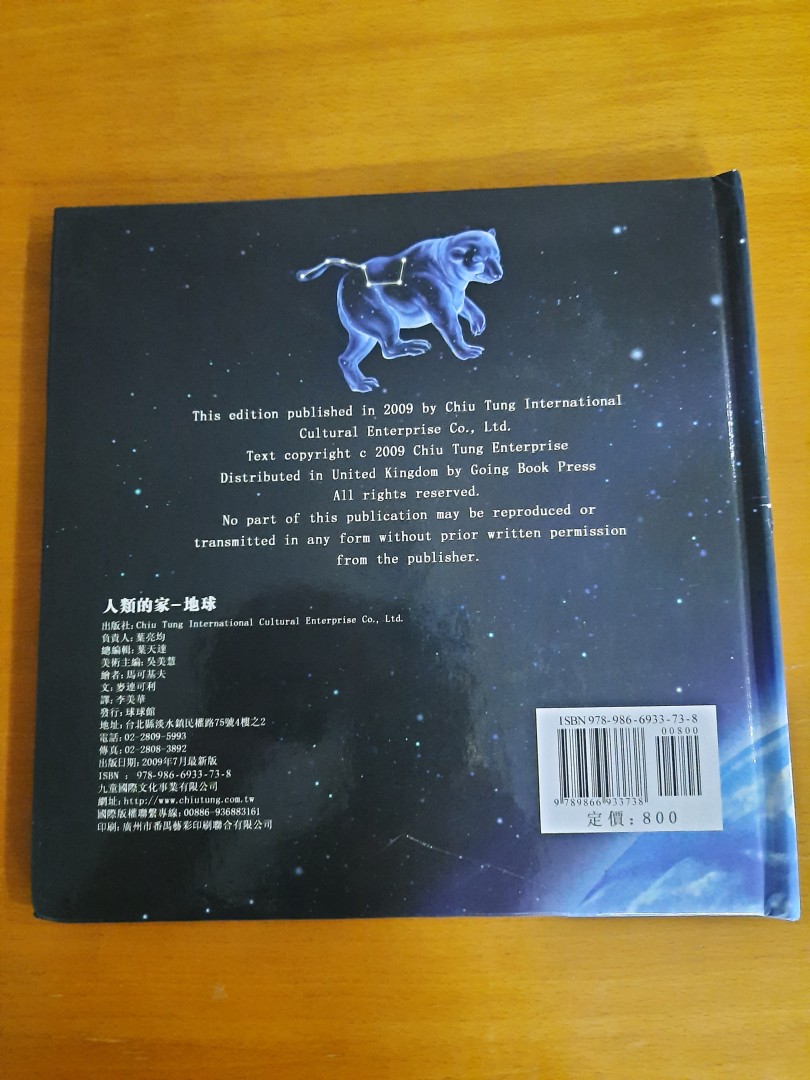 This edition published in 2009 by Chiu Tung International
Cultural Enterprise Co., Ltd.
Text copyright c 2009 Chiu Tung Enterprise
Distributed in United Kingdom by Going Book Press
All rights reserved.
No part of this publication may be reproduced or
transmitted in any form without prior written permission
from the publisher.
人類的家－地球
出版社：Chiu Tung International Cultural Enterprise Co., Ltd.
負責人：葉亮均
總編輯：葉天達
美術主編：吳美慧
繪者：馬可基夫
文：麥連可利
譯：李美華
發行：球球館
地址：台北縣淡水鎮民權路75號4樓之2
電話：02-2809-5993
傳真：02-2808-3892
出版日期：2009年7月最新版
ISBN ： 978-986-6933-73-8
九童國際文化事業有限公司
網址：http://www.chiutung.com.tw
國際版權聯繫專線：00886-936883161
印刷：廣州市番禺藝彩印刷聯合有限公司
ISBN 978-986-6933-73-8
00800
9 789866 933738
定價：800